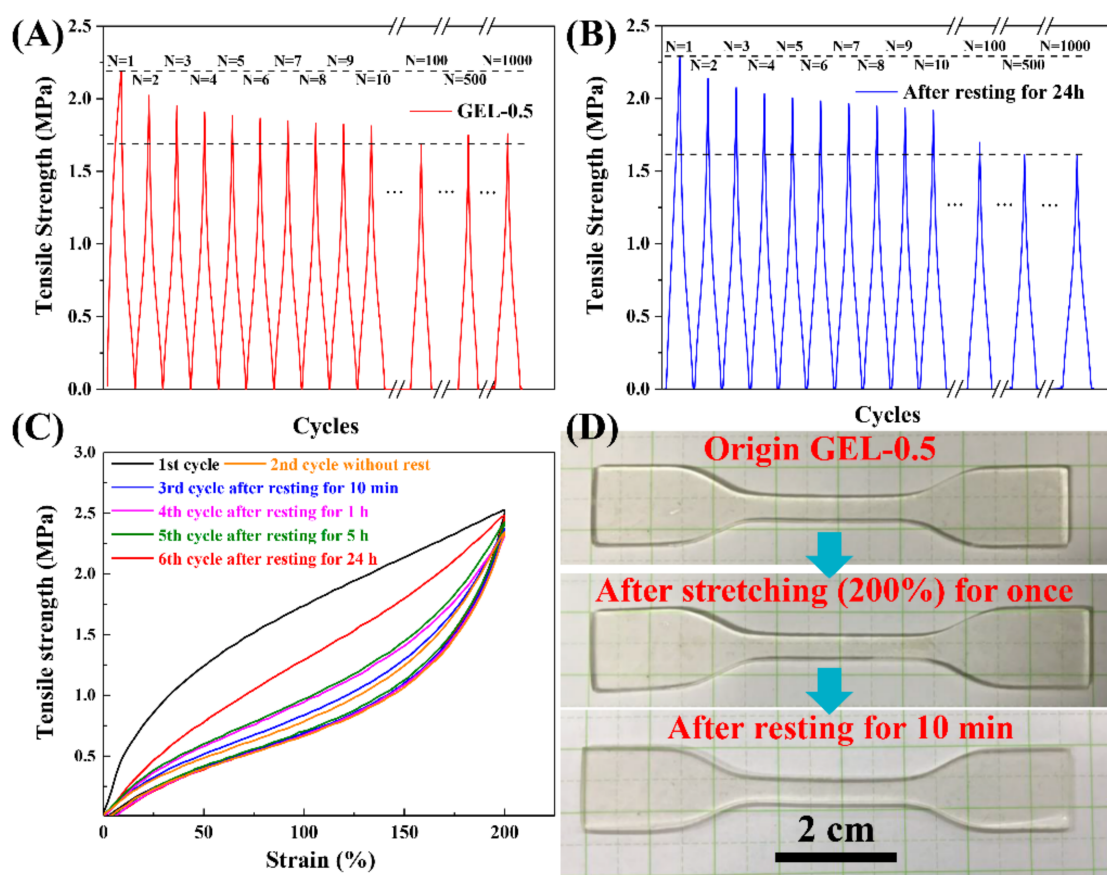 (A)
2.5
2.0
1.5
1.0
0.5
0.0
Tensile Strength (MPa)
N=1 N=3 N=5 N=7 N=9 N=100 N=1000
N=2 N=4 N=6 N=8 N=10 N=500
GEL-0.5
... ... ...
Cycles
(B)
2.5
2.0
1.5
1.0
0.5
0.0
Tensile Strength (MPa)
N=1 N=3 N=5 N=7 N=9 N=100 N=1000
N=2 N=4 N=6 N=8 N=10 N=500
After resting for 24h
... ... ...
Cycles
(C)
3.0
2.5
2.0
1.5
1.0
0.5
0
Tensile strength (MPa)
1st cycle 2nd cycle without rest
3rd cycle after resting for 10 min
4th cycle after resting for 1 h
5th cycle after resting for 5 h
6th cycle after resting for 24 h
0 50 100 150 200
Strain (%)
(D)
Origin GEL-0.5
After stretching (200%) for once
After resting for 10 min
2 cm